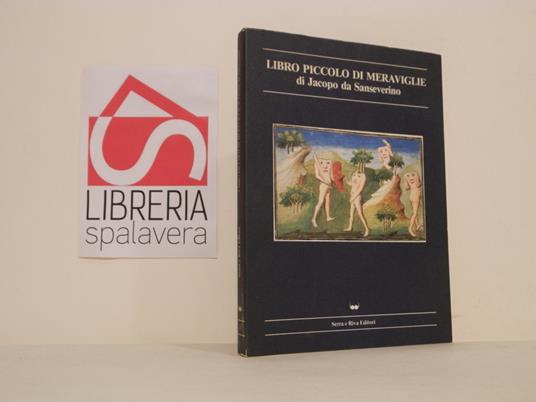 LIBRERIA
spalavera
LIBRO PICCOLO DI MERAVIGLIE
di Jacopo da Sanseverino
Serra e Riva Editori